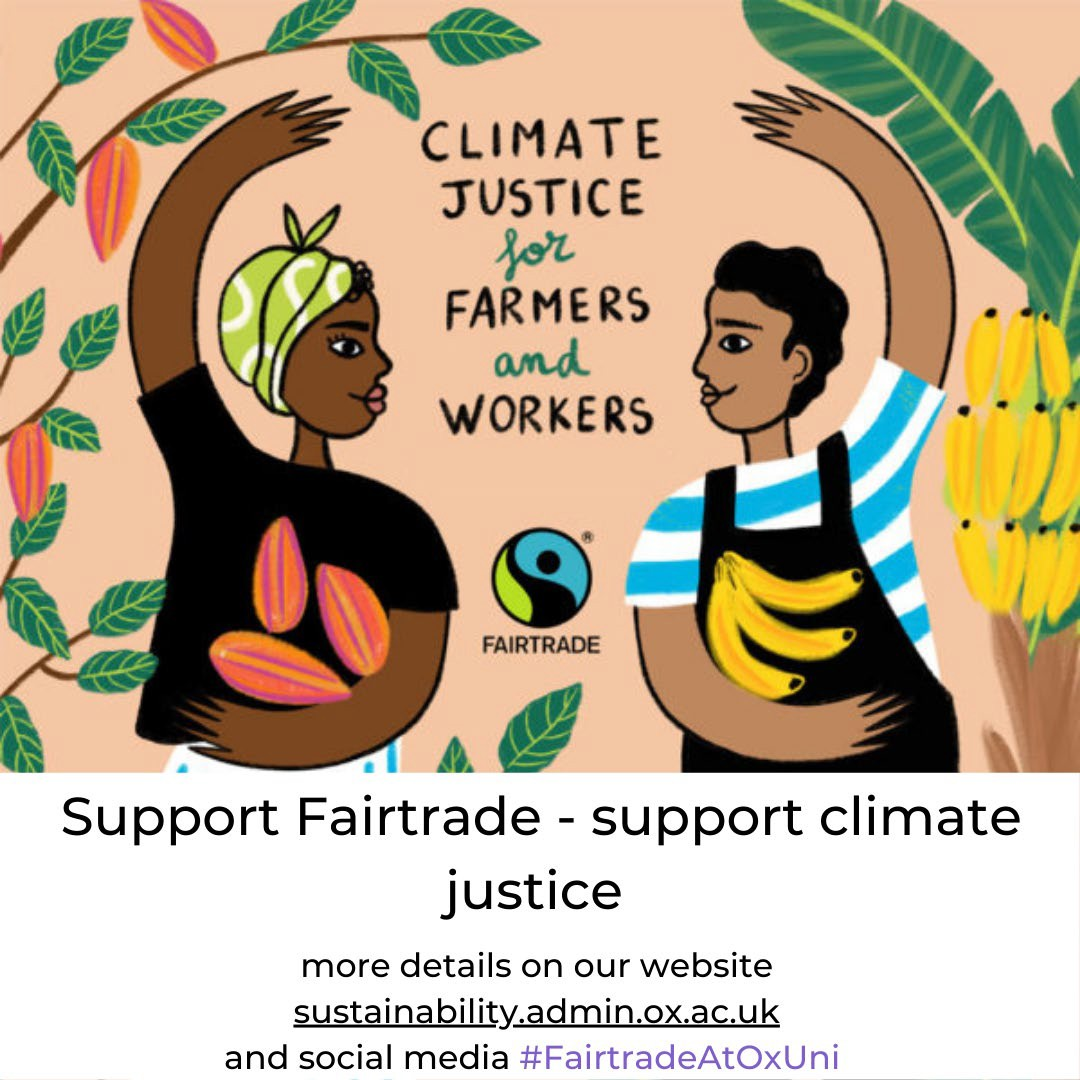 CLIMATE
JUSTICE
for
FARMERS
and
WORKERS
®
FAIRTRADE
Support Fairtrade - support climate
justice
more details on our website
sustainability.admin.ox.ac.uk
and social media #FairtradeAtOxUni